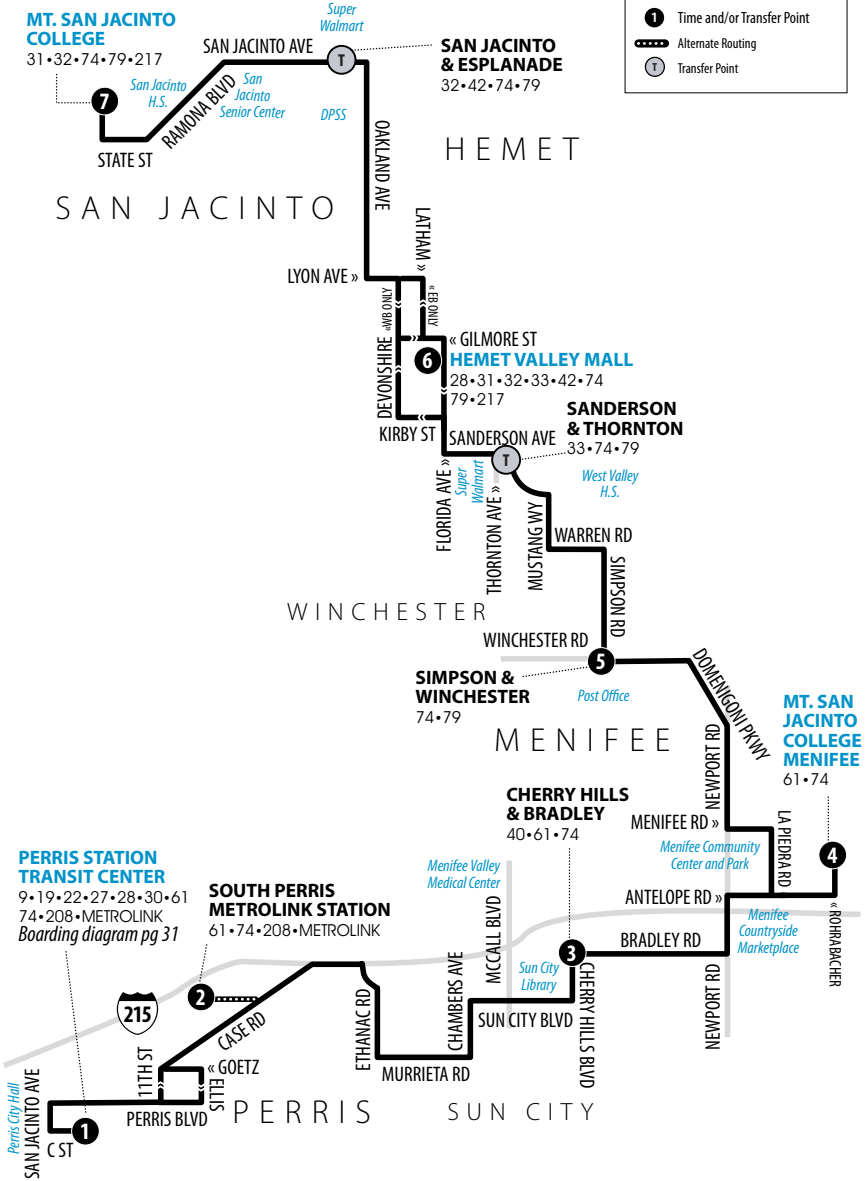 MT. SAN JACINTO
COLLEGE
31•32•74•79•217
Super
Walmart
SAN JACINTO AVE
T
SAN JACINTO
& ESPLANADE
32•42•74•79
1 Time and/or Transfer Point
Alternate Routing
T Transfer Point
San Jacinto
H.S.
San
Jacinto
Senior Center
DPSS
7
RAMONA BLVD
STATE ST
OAKLAND AVE
HEMET
SAN JACINTO
LATHAM »
LYON AVE »
«WB ONLY
« EB ONLY
DEVONSHIRE
« GILMORE ST
6
HEMET VALLEY MALL
28•31•32•33•42•74
79•217
KIRBY ST
SANDERSON AVE
SANDERSON
& THORNTON
33•74•79
T
FLORIDA AVE »
Super
Walmart
THORNTON AVE »
West Valley
H.S.
MUSTANG WY
WARREN RD
SIMPSON RD
WINCHESTER
WINCHESTER RD
5
SIMPSON &
WINCHESTER
74•79
Post Office
DOMENIGONI PKWY
MENIFEE
NEWPORT RD
MT. SAN
JACINTO
COLLEGE
MENIFEE
61•74
CHERRY HILLS
& BRADLEY
40•61•74
MENIFEE RD »
LA PIEDRA RD
Menifee Community
Center and Park
4
Menifee Valley
Medical Center
ANTELOPE RD »
« ROHRABACHER
Menifee
Countryside
Marketplace
PERRIS STATION
TRANSIT CENTER
9•19•22•27•28•30•61
74•208•METROLINK
Boarding diagram pg 31
SOUTH PERRIS
METROLINK STATION
61•74•208•METROLINK
MCCALL BLVD
3
BRADLEY RD
Sun City
Library
NEWPORT RD
CHERRY HILLS BLVD
SUN CITY BLVD
CHAMBERS AVE
2
215
CASE RD
ETHANAC RD
MURRIETA RD
11TH ST
« GOETZ
ELLIS
PERRIS BLVD
PERRIS
SUN CITY
Perris City Hall
SAN JACINTO AVE
C ST
1